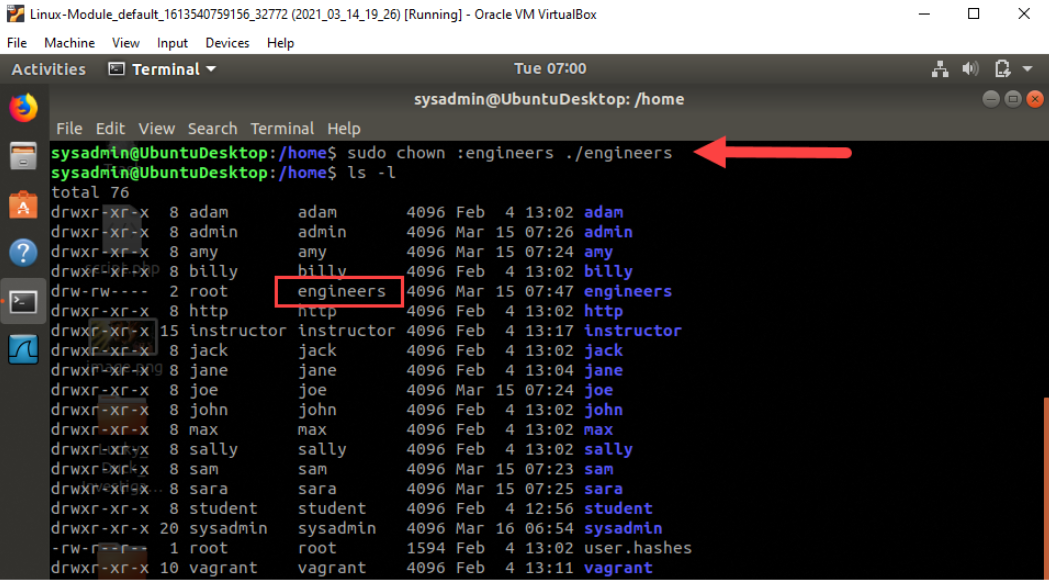 Linux-Module_default_1613540759156_32772 (2021_03_14_19_26) [Running] - Oracle VM VirtualBox
File Machine View Input Devices Help
Activities Terminal Tue 07:00
sysadmin@UbuntuDesktop: /home
File Edit View Search Terminal Help
sysadmin@UbuntuDesktop:/home$ sudo chown :engineers ./engineers
sysadmin@UbuntuDesktop:/home$ ls -l
total 76
drwxr-xr-x 8 adam adam 4096 Feb 4 13:02 adam
drwxr-xr-x 8 admin admin 4096 Mar 15 07:26 admin
drwxr-xr-x 8 amy amy 4096 Mar 15 07:24 amy
drwxr-xr-x 8 billy billy 4096 Feb 4 13:02 billy
drw-rw---- 2 root engineers 4096 Mar 15 07:47 engineers
drwxr-xr-x 8 http http 4096 Feb 4 13:02 http
drwxr-xr-x 15 instructor instructor 4096 Feb 4 13:17 instructor
drwxr-xr-x 8 jack jack 4096 Feb 4 13:02 jack
drwxr-xr-x 8 jane jane 4096 Feb 4 13:04 jane
drwxr-xr-x 8 joe joe 4096 Mar 15 07:24 joe
drwxr-xr-x 8 john john 4096 Feb 4 13:02 john
drwxr-xr-x 8 max max 4096 Feb 4 13:02 max
drwxr-xr-x 8 sally sally 4096 Feb 4 13:02 sally
drwxr-xr-x 8 sam sam 4096 Mar 15 07:23 sam
drwxr-xr-x 8 sara sara 4096 Mar 15 07:25 sara
drwxr-xr-x 8 student student 4096 Feb 4 12:56 student
drwxr-xr-x 20 sysadmin sysadmin 4096 Mar 16 06:54 sysadmin
-rw-r--r-- 1 root root 1594 Feb 4 13:02 user.hashes
drwxr-xr-x 10 vagrant vagrant 4096 Feb 4 13:11 vagrant